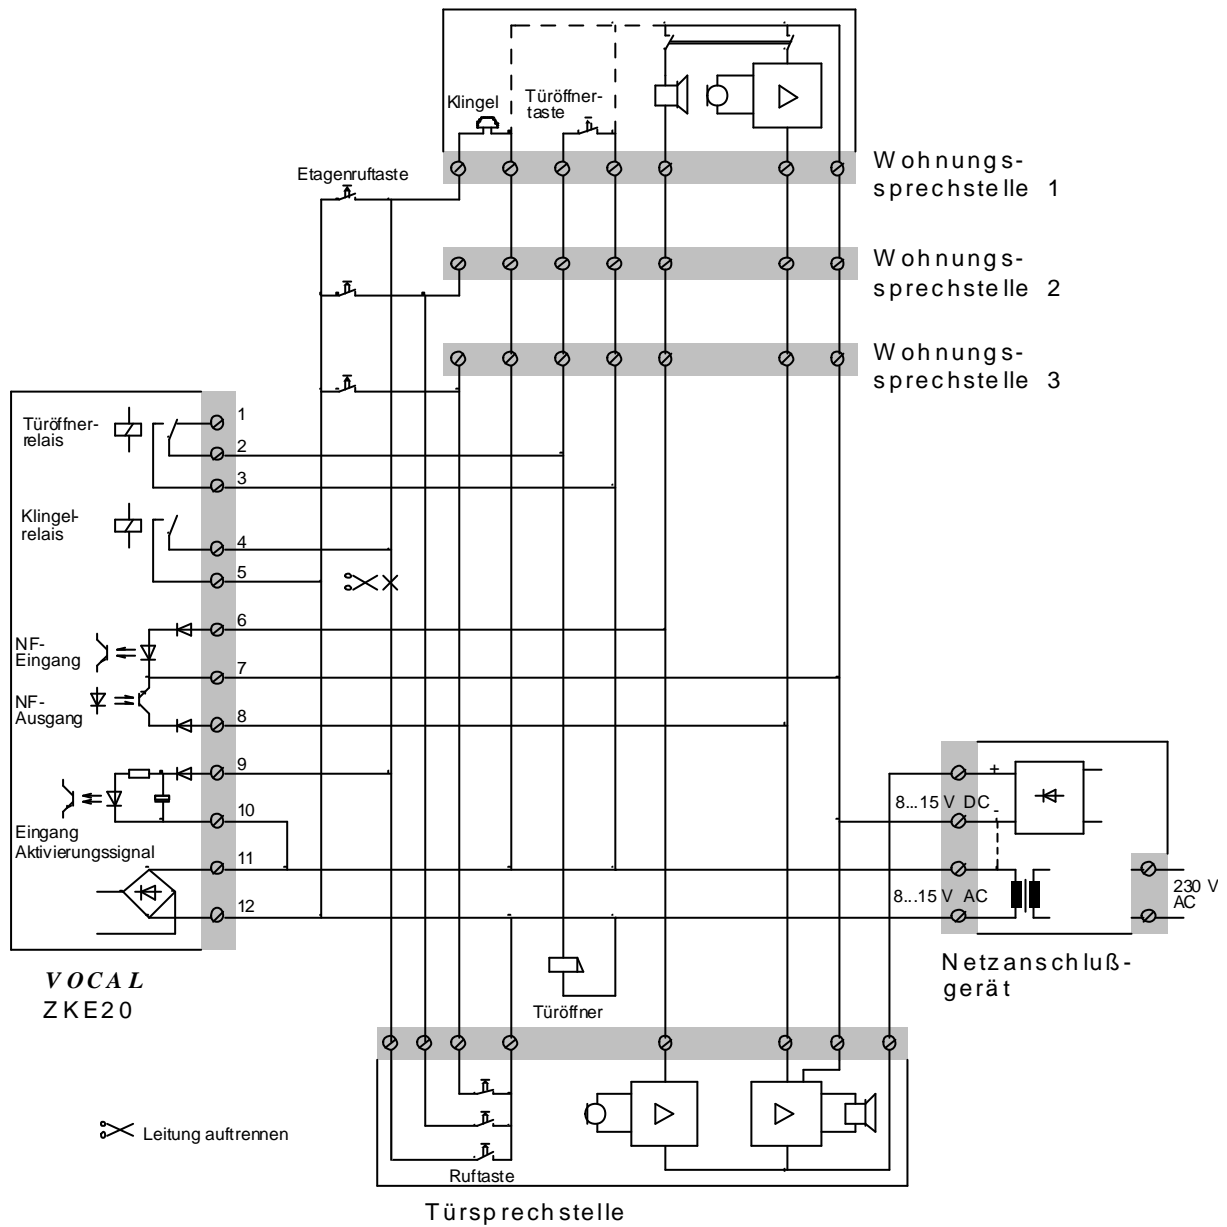 Klingel
Türöffner-
taste
Wohnungs-
sprechstelle 1
Etagenruftaste
Wohnungs-
sprechstelle 2
Wohnungs-
sprechstelle 3
Türöffner-
relais
1
2
3
Klingel-
relais
4
5
6
NF-
Eingang
7
NF-
Ausgang
8
9
10
Eingang
Aktivierungssignal
11
12
+
8...15 V DC
-
8...15 V AC
230 V
AC
VOCAL
ZKE20
Netzanschluß-
gerät
Türöffner
Leitung auftrennen
Ruftaste
Türsprechstelle